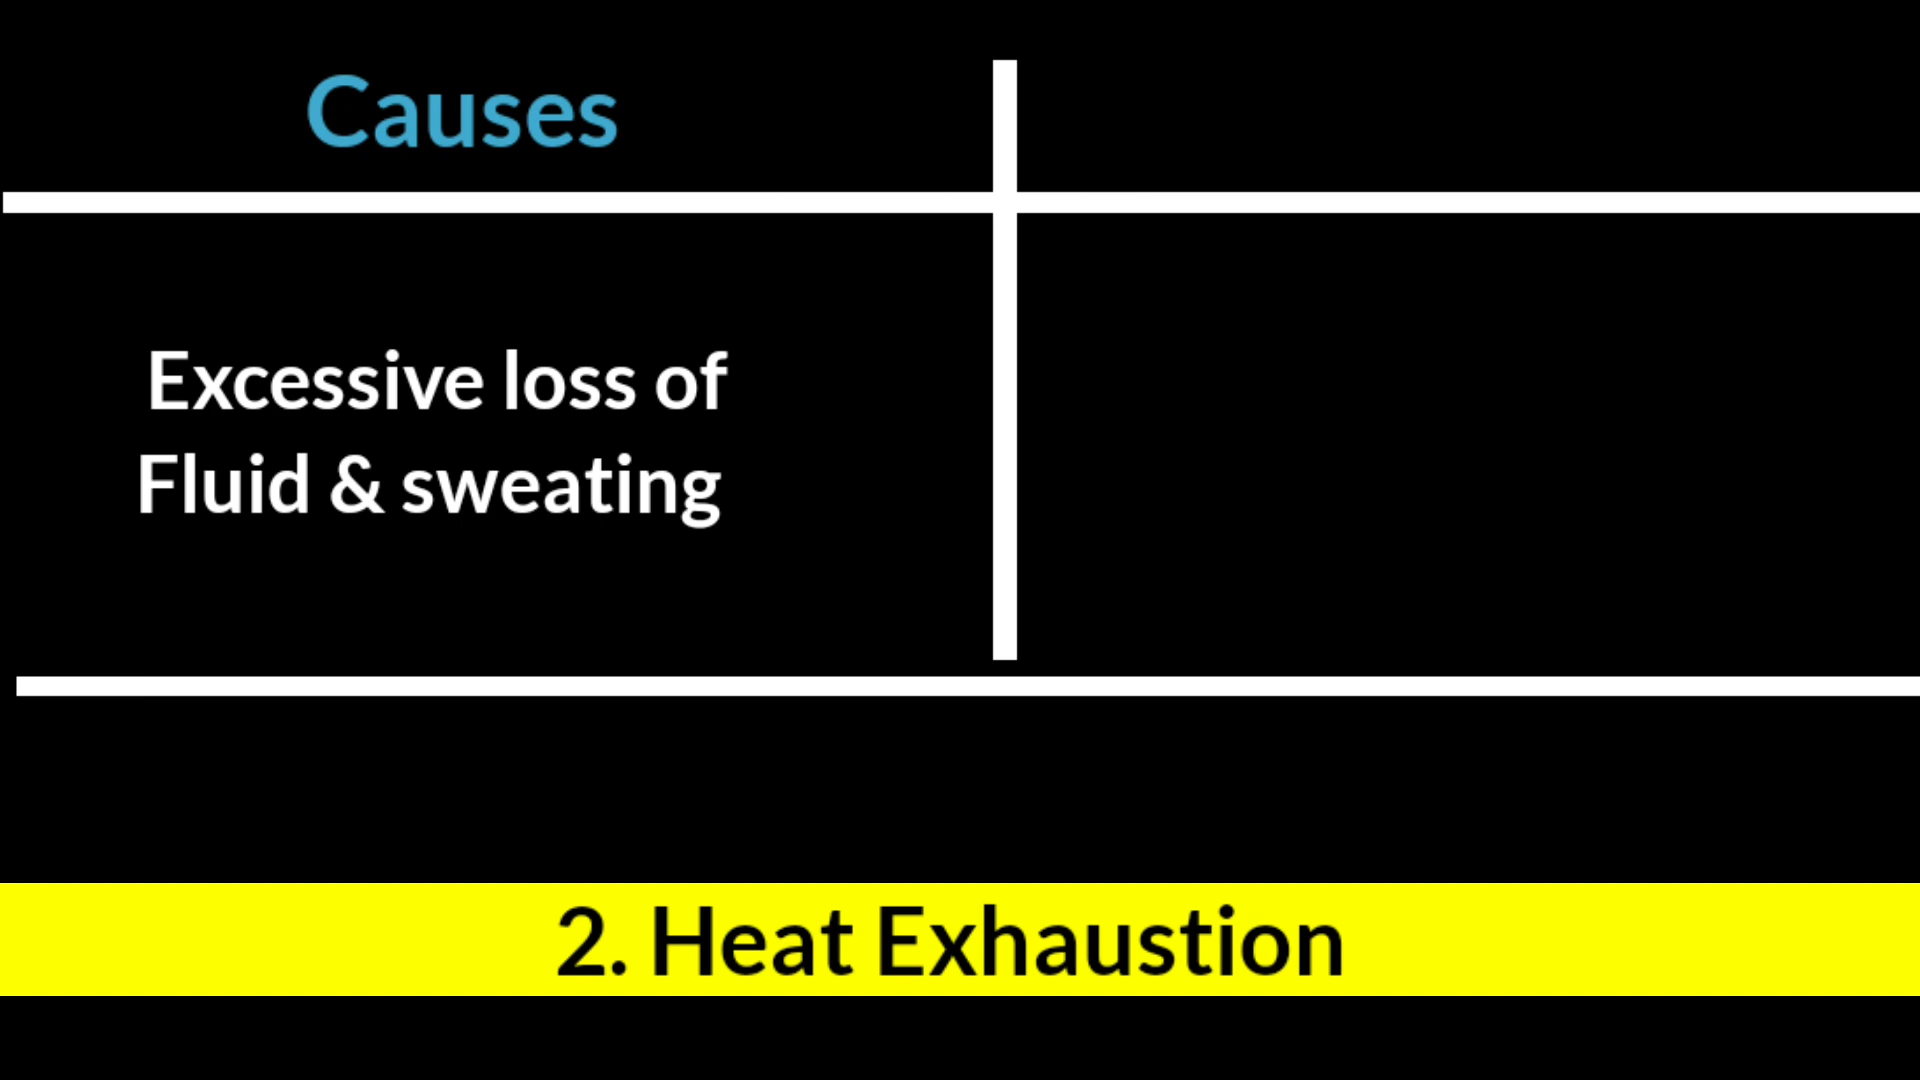 Causes
Excessive loss of
Fluid & sweating
2. Heat Exhaustion